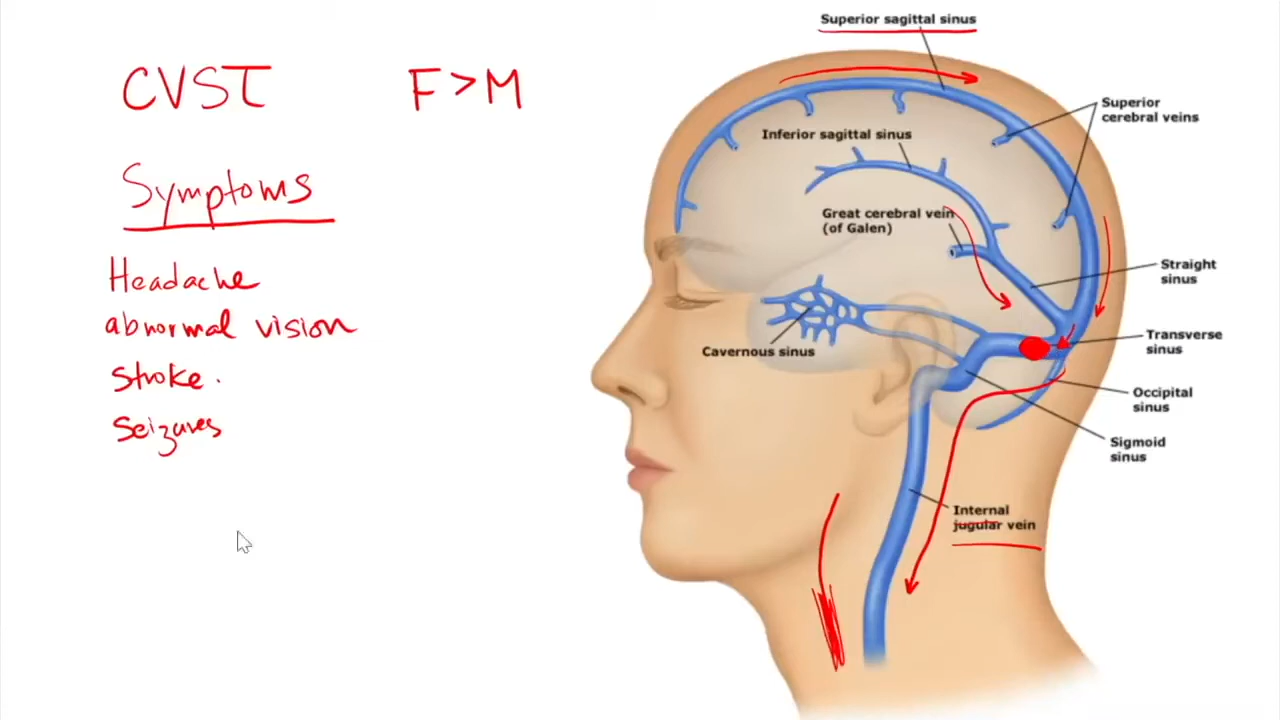 CVST
F>M
Symptoms
Headache
abnormal vision
Stroke.
Seizures
Superior sagittal sinus
Superior
cerebral veins
Inferior sagittal sinus
Great cerebral vein
(of Galen)
Straight
sinus
Transverse
sinus
Cavernous sinus
Occipital
sinus
Sigmoid
sinus
Internal
jugular vein